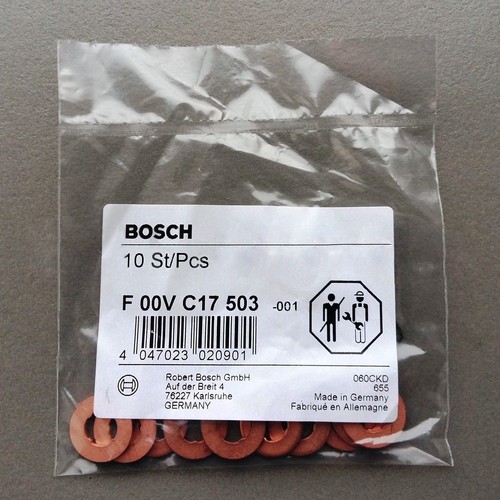 BOSCH
10 St/Pcs
F 00V C17 503 -001
4 047023 020901
Robert Bosch GmbH
Auf der Breit 4
76227 Karlsruhe
GERMANY
060CKD
655
Made in Germany
Fabriqué en Allemagne